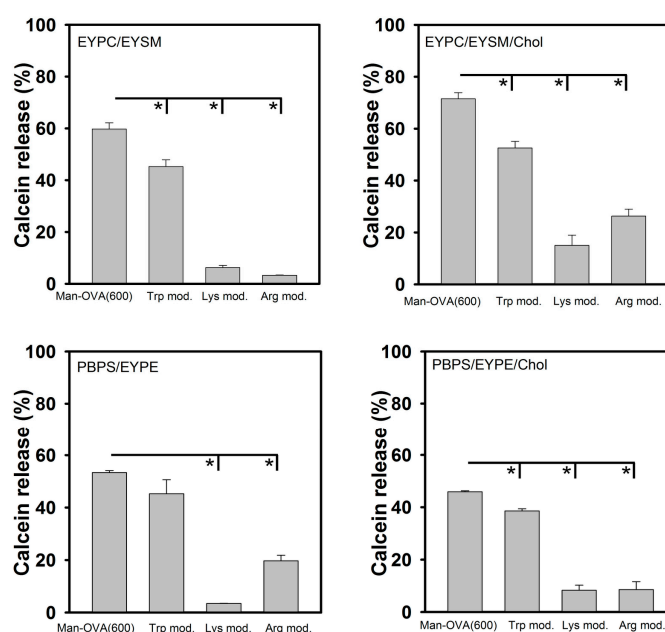 EYPC/EYSM
Calcein release (%)
100
80
60
40
20
0
* * *
Man-OVA(600) Trp mod. Lys mod. Arg mod.
EYPC/EYSM/Chol
Calcein release (%)
100
80
60
40
20
0
* * *
Man-OVA(600) Trp mod. Lys mod. Arg mod.
PBPS/EYPE
Calcein release (%)
100
80
60
40
20
0
* *
Man-OVA(600) Trp mod. Lys mod. Arg mod.
PBPS/EYPE/Chol
Calcein release (%)
100
80
60
40
20
0
* * *
Man-OVA(600) Trp mod. Lys mod. Arg mod.